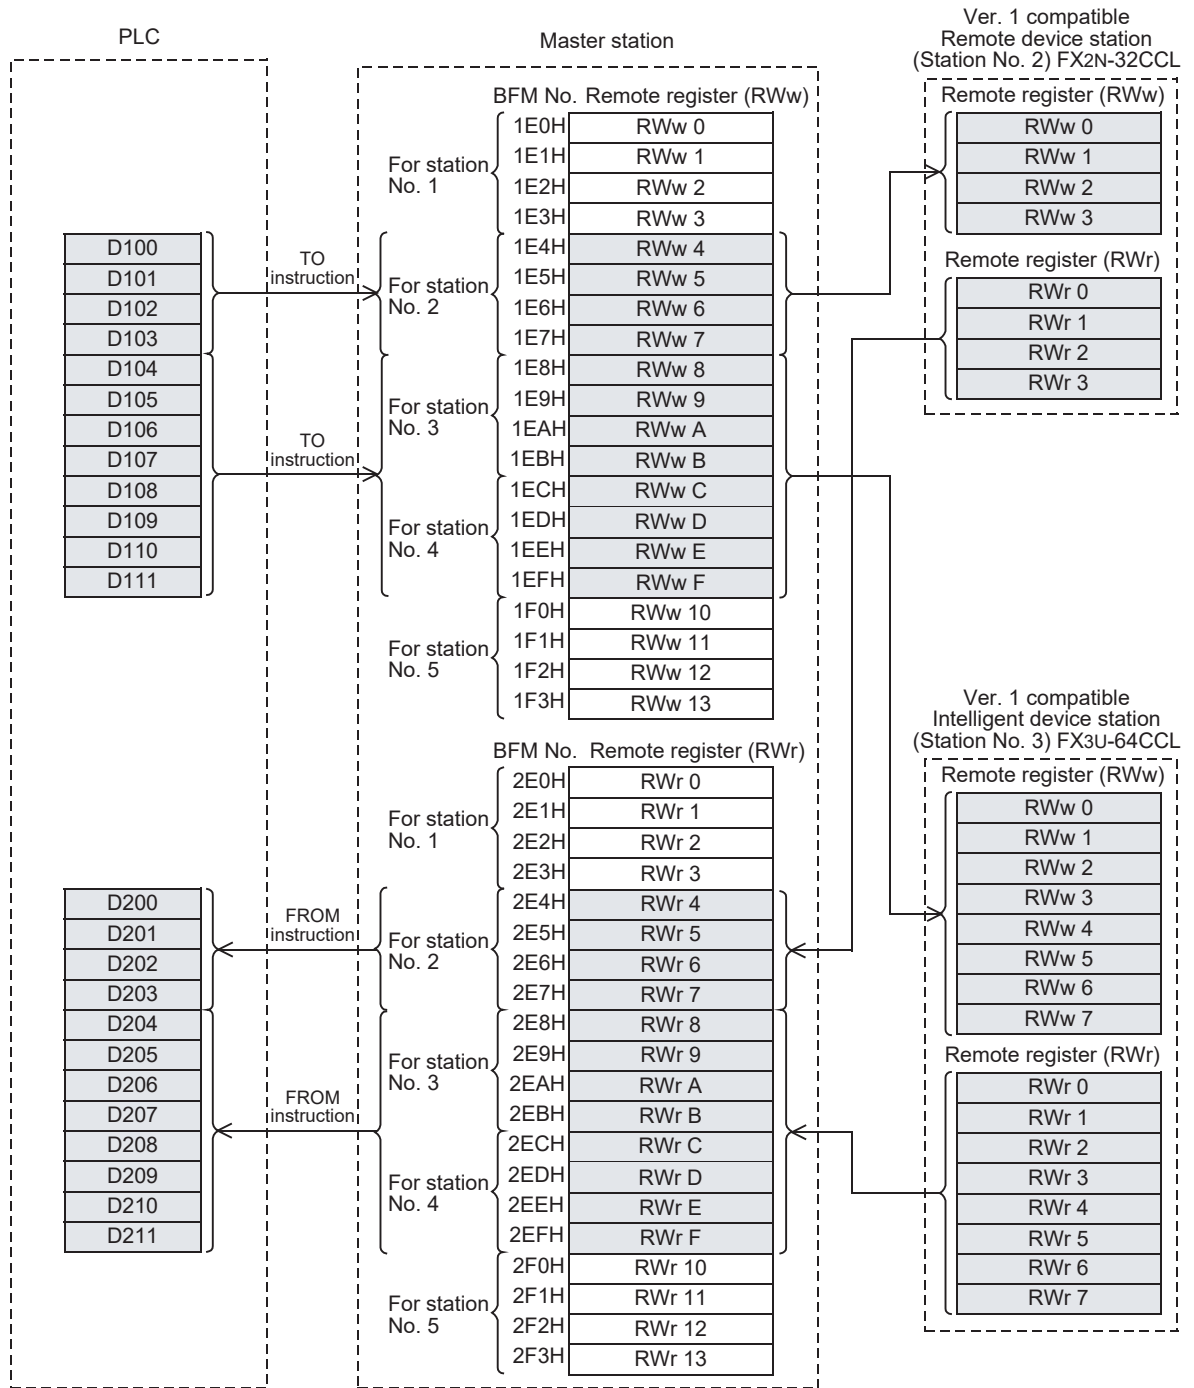 PLC
Master station
Ver. 1 compatible
Remote device station
(Station No. 2) FX2N-32CCL
BFM No. Remote register (RWw)
For station
No. 1
1E0H RWw 0
1E1H RWw 1
1E2H RWw 2
1E3H RWw 3
D100
D101
D102
D103
TO
instruction
For station
No. 2
1E4H RWw 4
1E5H RWw 5
1E6H RWw 6
1E7H RWw 7
D104
D105
D106
D107
D108
D109
D110
D111
TO
instruction
For station
No. 3
1E8H RWw 8
1E9H RWw 9
1EAH RWw A
1EBH RWw B
For station
No. 4
1ECH RWw C
1EDH RWw D
1EEH RWw E
1EFH RWw F
For station
No. 5
1F0H RWw 10
1F1H RWw 11
1F2H RWw 12
1F3H RWw 13
Remote register (RWw)
RWw 0
RWw 1
RWw 2
RWw 3
Remote register (RWr)
RWr 0
RWr 1
RWr 2
RWr 3
BFM No. Remote register (RWr)
For station
No. 1
2E0H RWr 0
2E1H RWr 1
2E2H RWr 2
2E3H RWr 3
D200
D201
D202
D203
FROM
instruction
For station
No. 2
2E4H RWr 4
2E5H RWr 5
2E6H RWr 6
2E7H RWr 7
D204
D205
D206
D207
D208
D209
D210
D211
FROM
instruction
For station
No. 3
2E8H RWr 8
2E9H RWr 9
2EAH RWr A
2EBH RWr B
For station
No. 4
2ECH RWr C
2EDH RWr D
2EEH RWr E
2EFH RWr F
For station
No. 5
2F0H RWr 10
2F1H RWr 11
2F2H RWr 12
2F3H RWr 13
Ver. 1 compatible
Intelligent device station
(Station No. 3) FX3U-64CCL
Remote register (RWw)
RWw 0
RWw 1
RWw 2
RWw 3
RWw 4
RWw 5
RWw 6
RWw 7
Remote register (RWr)
RWr 0
RWr 1
RWr 2
RWr 3
RWr 4
RWr 5
RWr 6
RWr 7